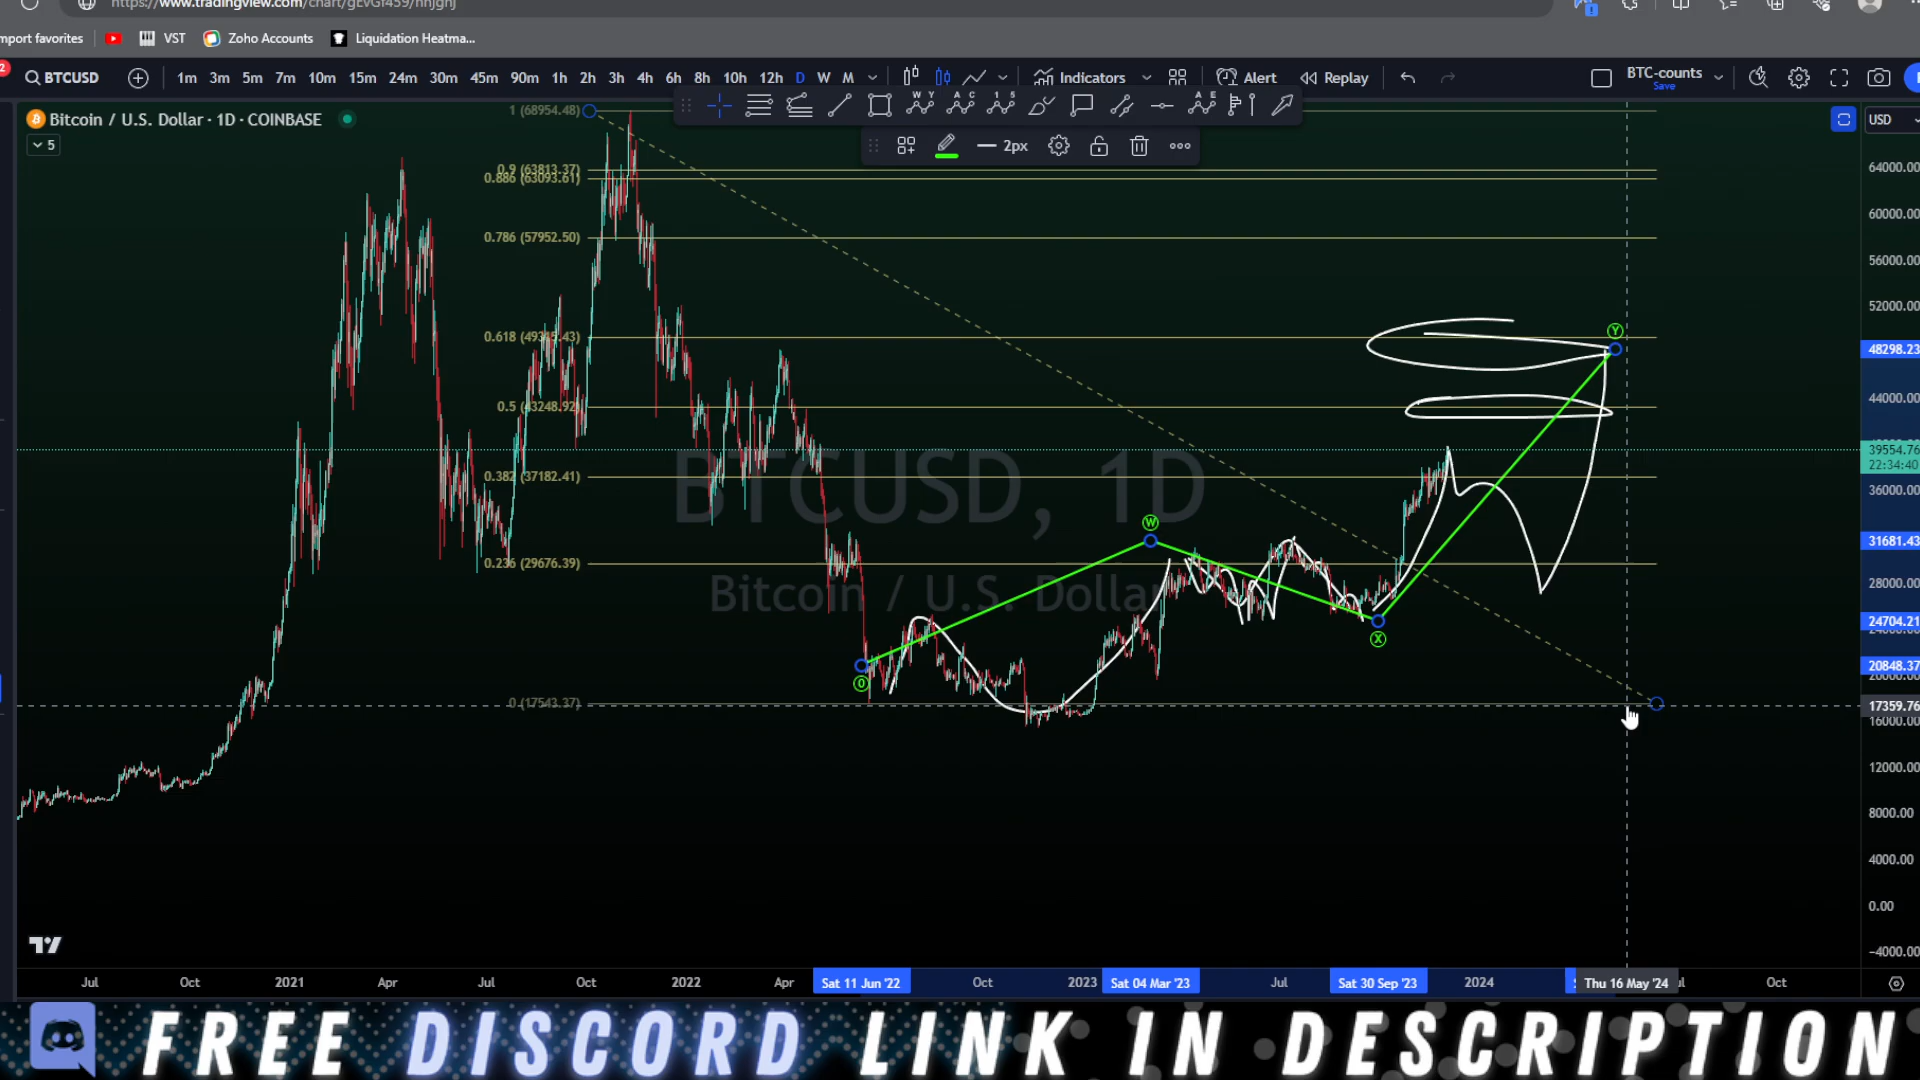 https://www.tradingview.com/chart/gEvGf459/nhjghj
mport favorites VST Zoho Accounts Liquidation Heatma...
2 BTCUSD 1m 3m 5m 7m 10m 15m 24m 30m 45m 90m 1h 2h 3h 4h 6h 8h 10h 12h D W M Indicators Alert Replay BTC-counts
Save
Bitcoin / U.S. Dollar · 1D · COINBASE
USD
5
2px
1 (68954.48)
0.9 (63813.37)
0.886 (63093.61)
0.786 (57952.50)
0.618 (49315.43)
0.5 (43248.92)
0.382 (37182.41)
0.236 (29676.39)
0 (17543.37)
BTCUSD, 1D
Bitcoin / U.S. Dollar
0
W
X
Y
64000.00
60000.00
56000.00
52000.00
48298.23
44000.00
39554.76
22:34:40
36000.00
31681.43
28000.00
24704.21
24000.00
20848.37
20000.00
17359.76
16000.00
12000.00
8000.00
4000.00
0.00
−4000.00
Jul Oct 2021 Apr Jul Oct 2022 Apr Sat 11 Jun '22 Oct 2023 Sat 04 Mar '23 Jul Sat 30 Sep '23 2024 Thu 16 May '24 Oct
FREE DISCORD LINK IN DESCRIPTION